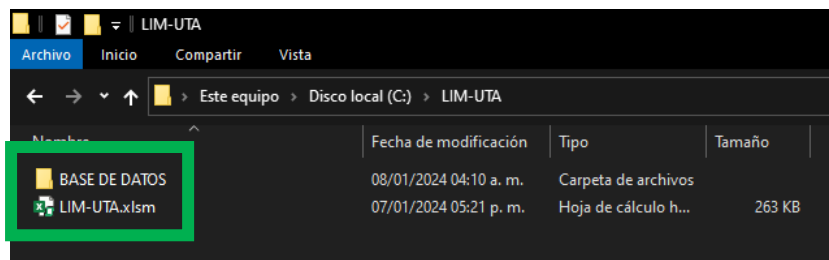 LIM-UTA
Archivo Inicio Compartir Vista
Este equipo > Disco local (C:) > LIM-UTA
Nombre Fecha de modificación Tipo Tamaño
BASE DE DATOS 08/01/2024 04:10 a. m. Carpeta de archivos
LIM-UTA.xlsm 07/01/2024 05:21 p. m. Hoja de cálculo h... 263 KB